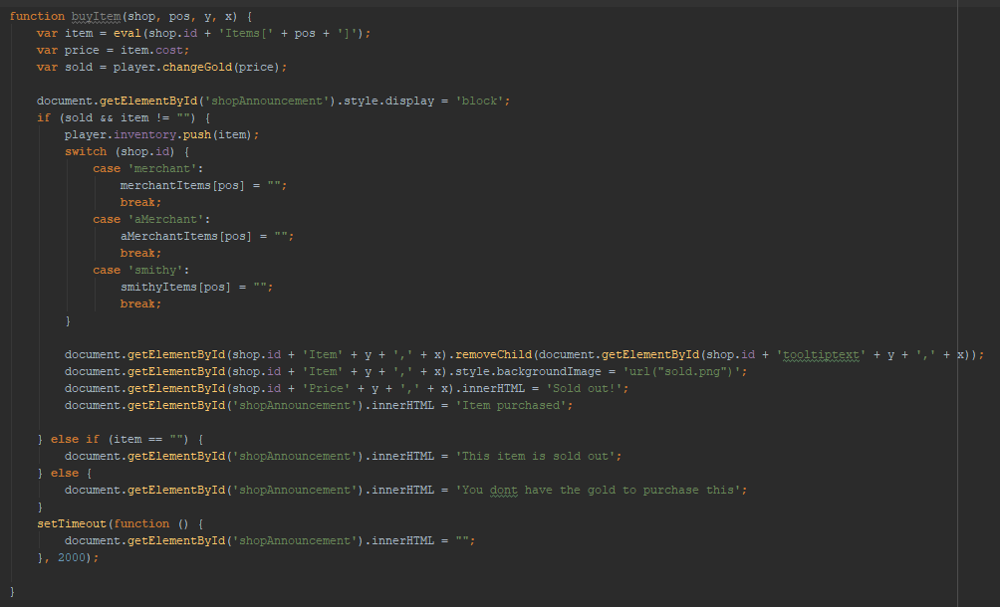 function buyItem(shop, pos, y, x) {
    var item = eval(shop.id + 'Items[' + pos + ']');
    var price = item.cost;
    var sold = player.changeGold(price);

    document.getElementById('shopAnnouncement').style.display = 'block';
    if (sold && item != "") {
        player.inventory.push(item);
        switch (shop.id) {
            case 'merchant':
                merchantItems[pos] = "";
                break;
            case 'aMerchant':
                aMerchantItems[pos] = "";
                break;
            case 'smithy':
                smithyItems[pos] = "";
                break;
        }

        document.getElementById(shop.id + 'Item' + y + ',' + x).removeChild(document.getElementById(shop.id + 'tooltiptext' + y + ',' + x));
        document.getElementById(shop.id + 'Item' + y + ',' + x).style.backgroundImage = 'url("sold.png")';
        document.getElementById(shop.id + 'Price' + y + ',' + x).innerHTML = 'Sold out!';
        document.getElementById('shopAnnouncement').innerHTML = 'Item purchased';

    } else if (item == "") {
        document.getElementById('shopAnnouncement').innerHTML = 'This item is sold out';
    } else {
        document.getElementById('shopAnnouncement').innerHTML = 'You dont have the gold to purchase this';
    }
    setTimeout(function () {
        document.getElementById('shopAnnouncement').innerHTML = "";
    }, 2000);

}